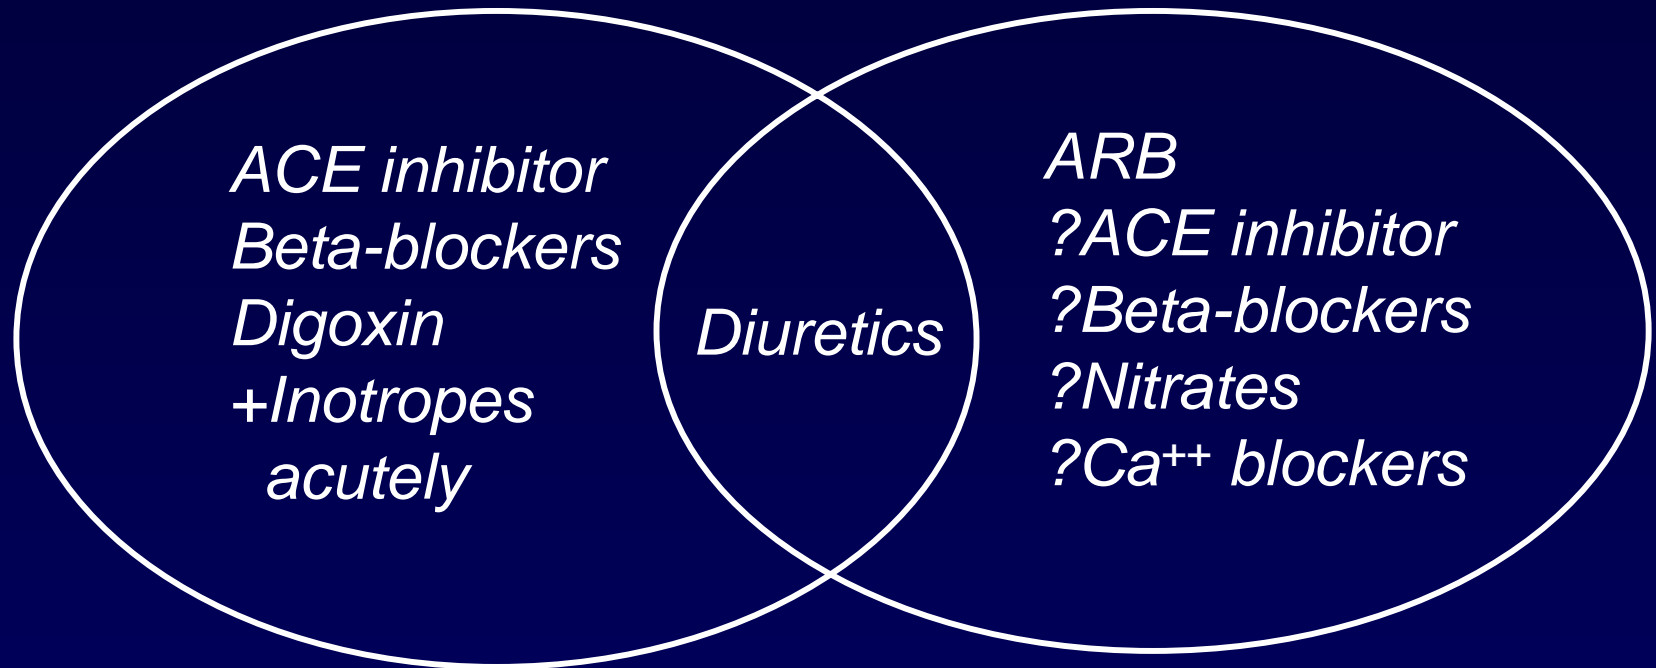 ACE inhibitor
Beta-blockers
Digoxin
+Inotropes
acutely
Diuretics
ARB
?ACE inhibitor
?Beta-blockers
?Nitrates
?Ca⁺⁺ blockers